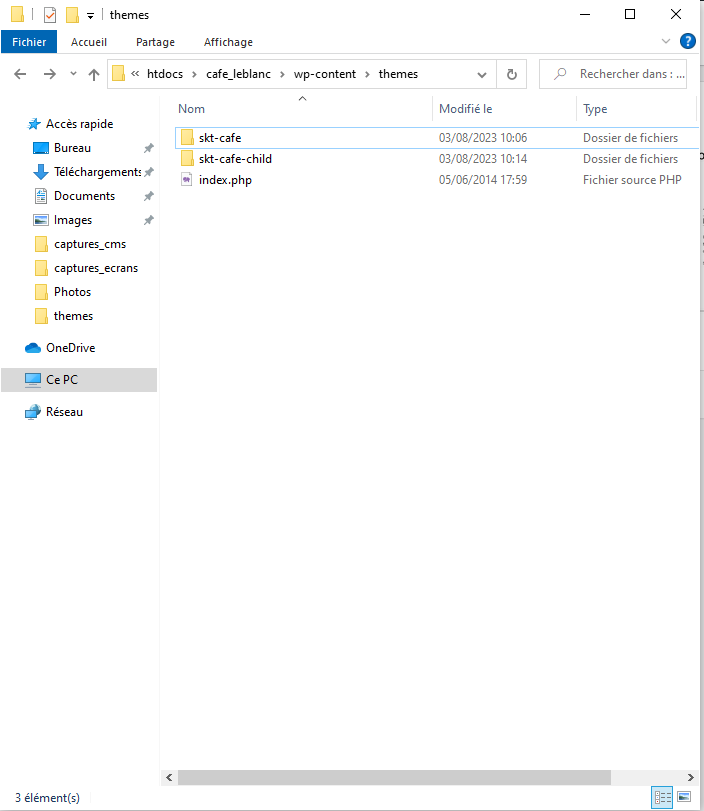 themes
Fichier Accueil Partage Affichage
« htdocs > cafe_leblanc > wp-content > themes Rechercher dans : ...
Nom Modifié le Type
Accès rapide
Bureau
Téléchargements
Documents
Images
captures_cms
captures_ecrans
Photos
themes
OneDrive
Ce PC
Réseau
skt-cafe 03/08/2023 10:06 Dossier de fichiers
skt-cafe-child 03/08/2023 10:14 Dossier de fichiers
index.php 05/06/2014 17:59 Fichier source PHP
3 élément(s)